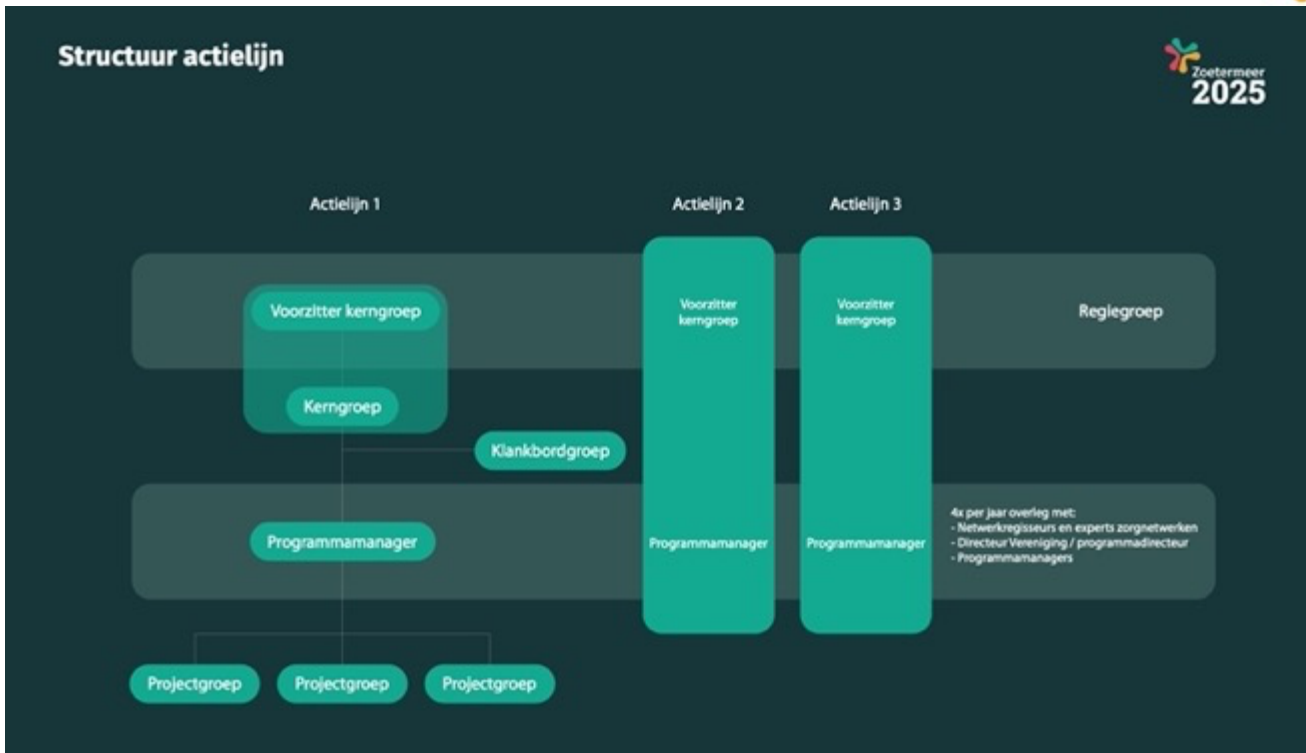 Structuur actielijn
Zoetermeer
2025
Actielijn 1
Actielijn 2
Actielijn 3
Voorzitter kerngroep
Voorzitter
kerngroep
Voorzitter
kerngroep
Regiegroep
Kerngroep
Klankbordgroep
Programmamanager
Programmamanager
Programmamanager
4x per jaar overleg met:
- Netwerkregisseurs en experts zorgnetwerken
- Directeur Vereniging / programmadirecteur
- Programmamanagers
Projectgroep
Projectgroep
Projectgroep